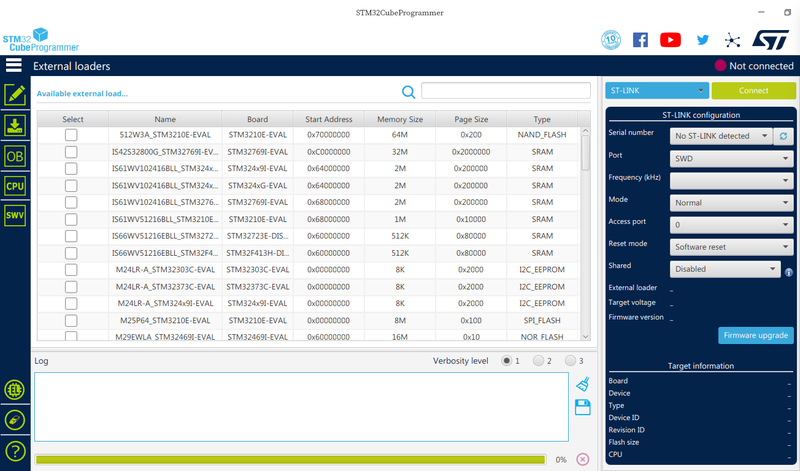 STM32CubeProgrammer
STM32
CubeProgrammer
External loaders
Not connected
Available external load...
ST-LINK
Connect
Select Name Board Start Address Memory Size Page Size Type
512W3A_STM3210E-EVAL STM3210E-EVAL 0x70000000 64M 0x200 NAND_FLASH
IS42S32800G_STM32769I-EV... STM32769I-EVAL 0xC0000000 32M 0x2000000 SRAM
IS61WV102416BLL_STM324x... STM324x9I-EVAL 0x64000000 2M 0x200000 SRAM
IS61WV102416BLL_STM324x... STM324xG-EVAL 0x64000000 2M 0x200000 SRAM
IS61WV102416BLL_STM3276... STM32769I-EVAL 0x68000000 2M 0x200000 SRAM
IS61WV51216BLL_STM3210E... STM3210E-EVAL 0x68000000 1M 0x10000 SRAM
IS66WV51216EBLL_STM3272... STM32723E-DIS... 0x60000000 512K 0x80000 SRAM
IS66WV51216EBLL_STM32F4... STM32F413H-DI... 0x60000000 512K 0x80000 SRAM
M24LR-A_STM32303C-EVAL STM32303C-EVAL 0x00000000 8K 0x2000 I2C_EEPROM
M24LR-A_STM32373C-EVAL STM32373C-EVAL 0x00000000 8K 0x2000 I2C_EEPROM
M24LR-A_STM324x9I-EVAL STM324x9I-EVAL 0x00000000 8K 0x2000 I2C_EEPROM
M25P64_STM3210E-EVAL STM3210E-EVAL 0x00000000 8M 0x100 SPI_FLASH
M29EWLA_STM32469I-EVAL STM32469I-EVAL 0x60000000 16M 0x10 NOR_FLASH
OB
CPU
SWV
Log
Verbosity level 1 2 3
0%
ST-LINK configuration
Serial number No ST-LINK detected
Port SWD
Frequency (kHz)
Mode Normal
Access port 0
Reset mode Software reset
Shared Disabled
External loader _
Target voltage _
Firmware version _
Firmware upgrade
Target information
Board _
Device _
Type _
Device ID _
Revision ID _
Flash size _
CPU _